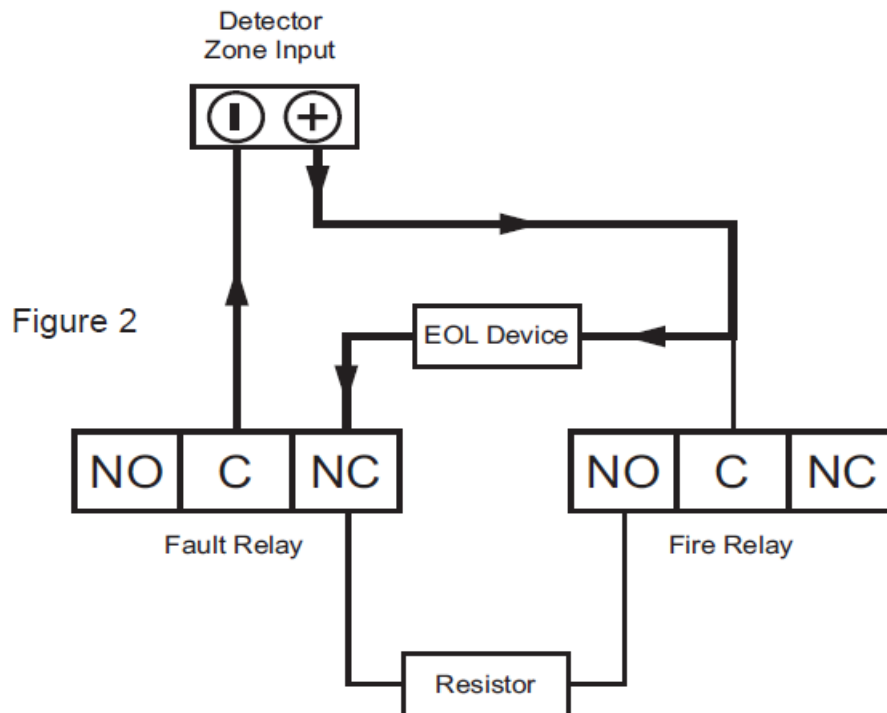 Detector
Zone Input
− +
Figure 2
EOL Device
NO C NC
NO C NC
Fault Relay
Fire Relay
Resistor